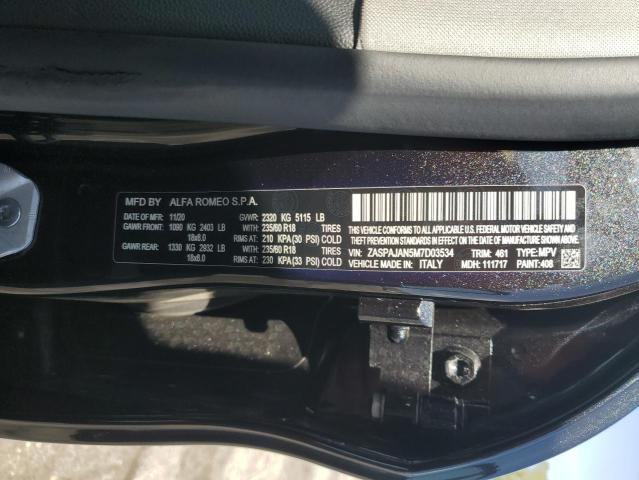 MFD BY ALFA ROMEO S.P.A.
DATE OF MFR: 11/20 GVWR: 2320 KG 5115 LB
GAWR FRONT: 1090 KG 2403 LB 235/60 R18 TIRES
18x8.0 RIMS AT: 210 KPA (30 PSI) COLD
GAWR REAR: 1330 KG 2932 LB 235/60 R18 TIRES
18x8.0 RIMS AT: 230 KPA (33 PSI) COLD
THIS VEHICLE CONFORMS TO ALL APPLICABLE U.S.
FEDERAL MOTOR VEHICLE SAFETY, BUMPER AND
THEFT PREVENTION STANDARDS IN EFFECT ON
THE DATE OF MANUFACTURE SHOWN ABOVE.
VIN: ZASPAJAN5M7D03534 TRIM: 461 TYPE: MPV
VEHICLE MADE IN: ITALY MDH: 111717 PAINT: 408